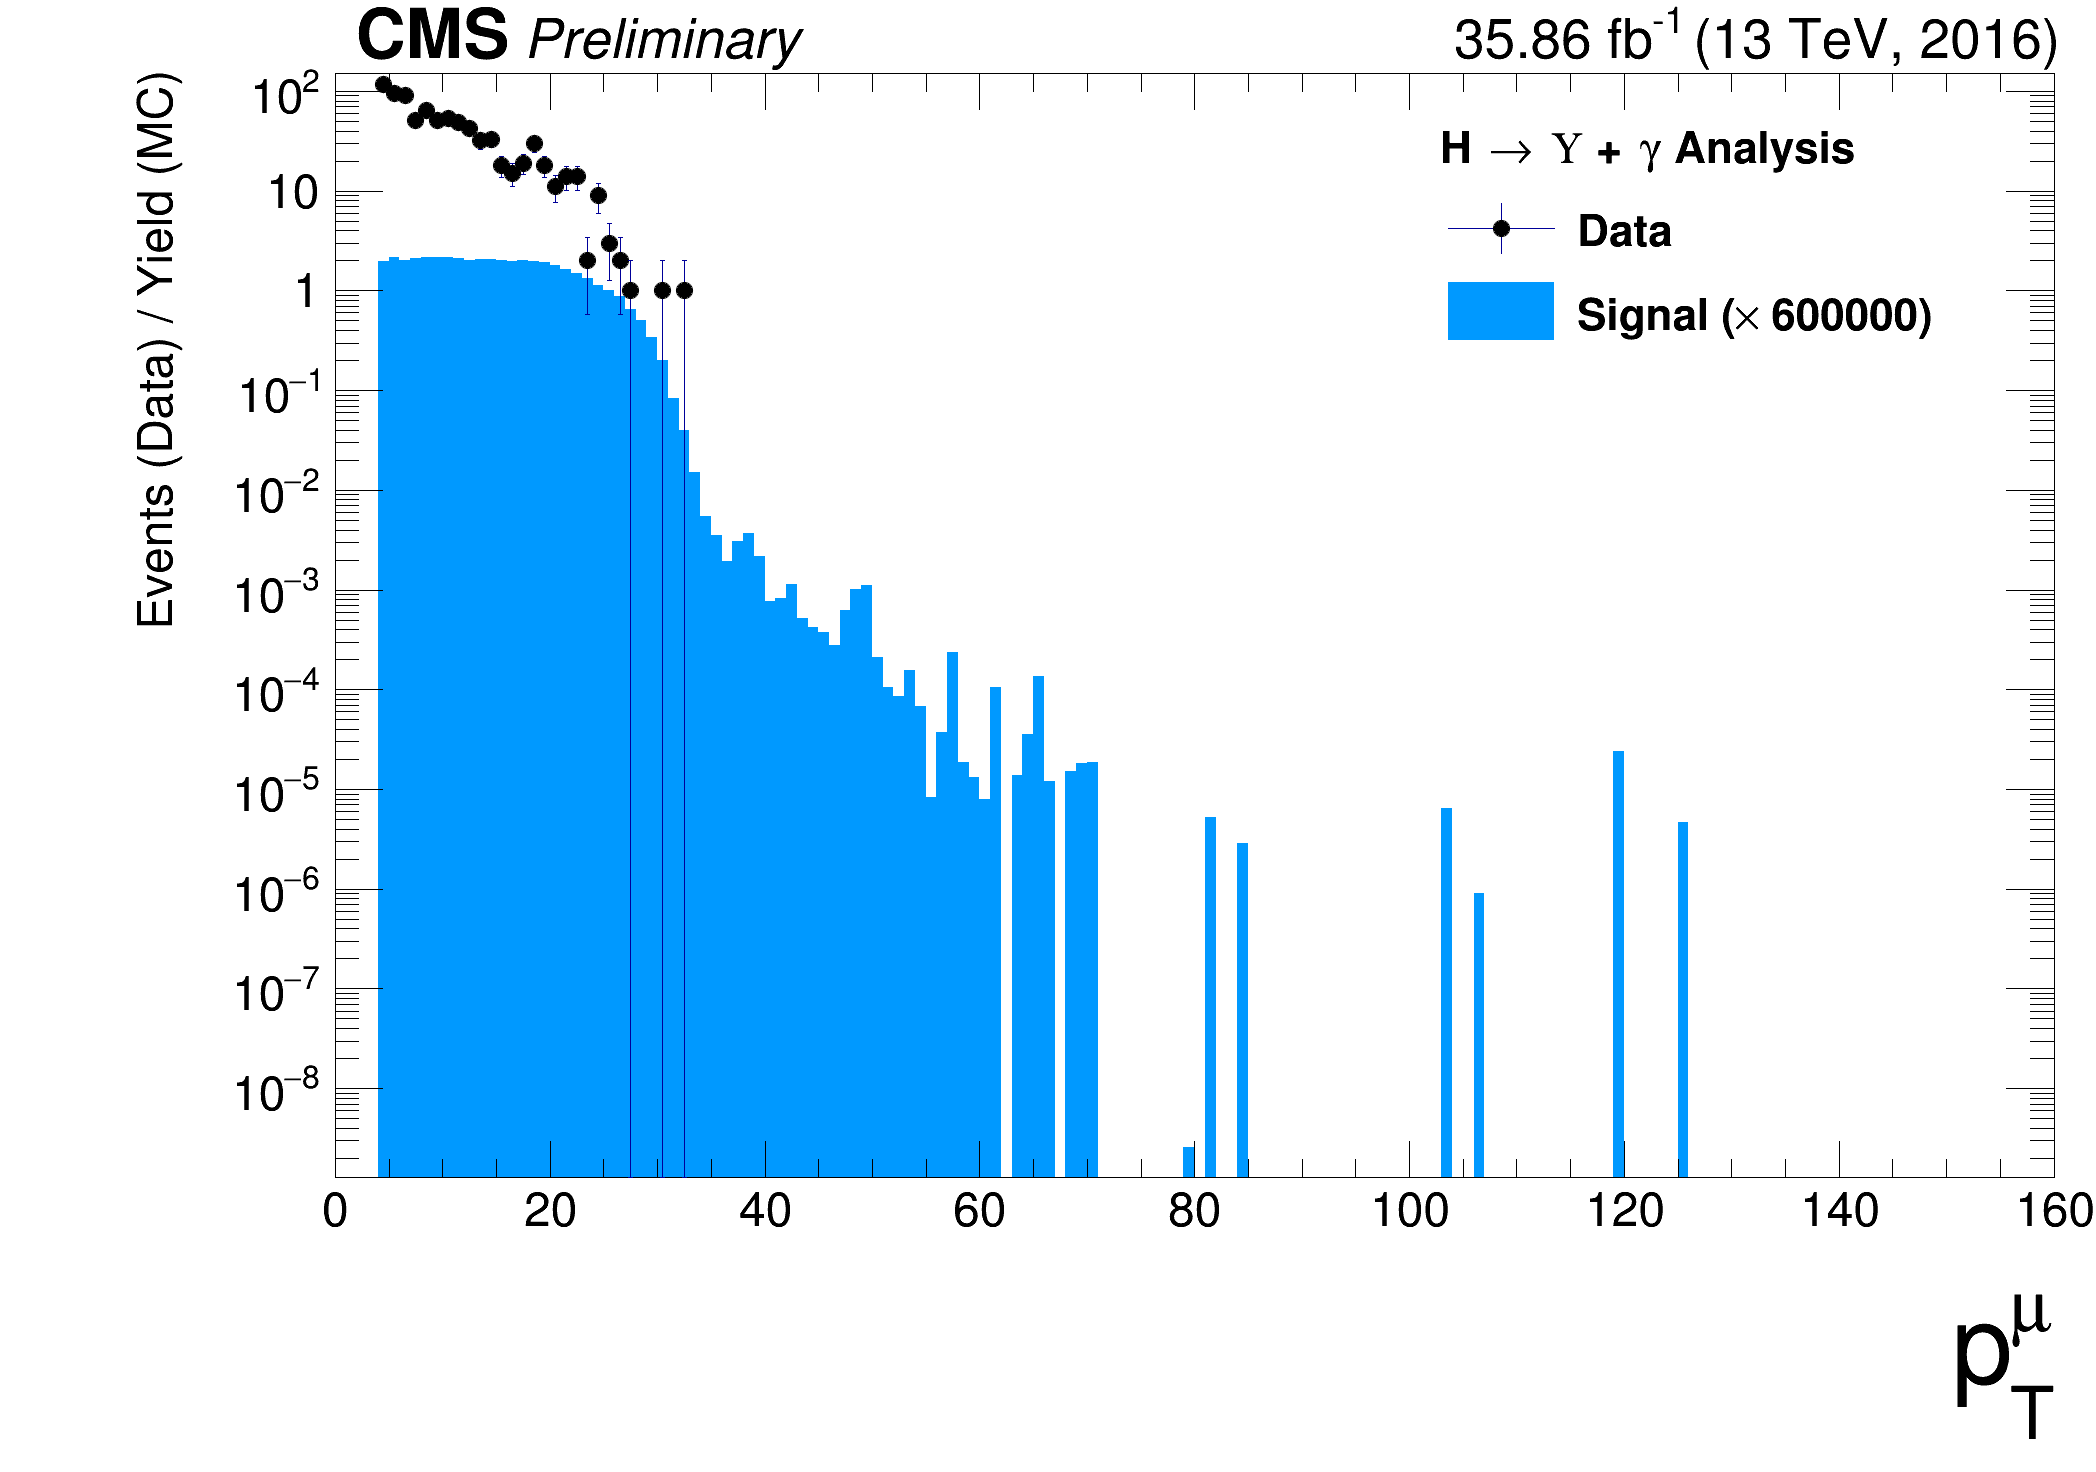 CMS Preliminary
35.86 fb⁻¹ (13 TeV, 2016)
Events (Data) / Yield (MC)
10²
10
1
10⁻¹
10⁻²
10⁻³
10⁻⁴
10⁻⁵
10⁻⁶
10⁻⁷
10⁻⁸
H → Υ + γ Analysis
Data
Signal (× 600000)
0 20 40 60 80 100 120 140 160
p_T^μ